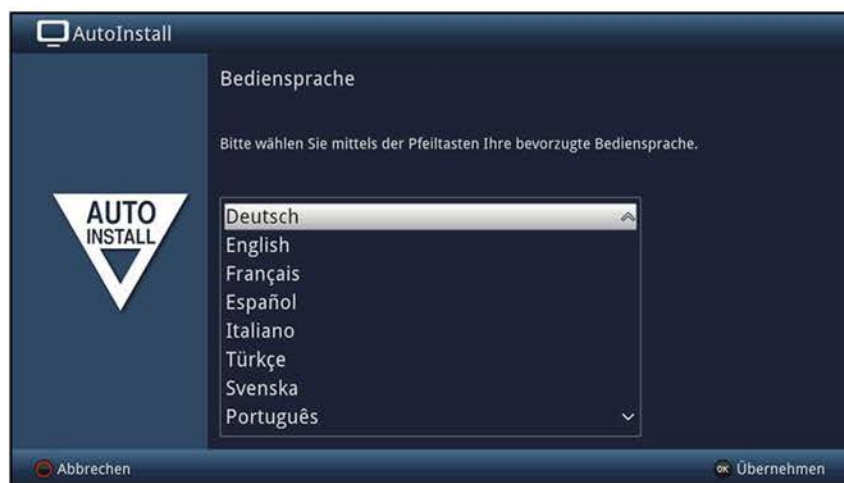 AutoInstall
Bediensprache
Bitte wählen Sie mittels der Pfeiltasten Ihre bevorzugte Bediensprache.
AUTO
INSTALL
Deutsch
English
Français
Español
Italiano
Türkçe
Svenska
Português
Abbrechen
OK Übernehmen